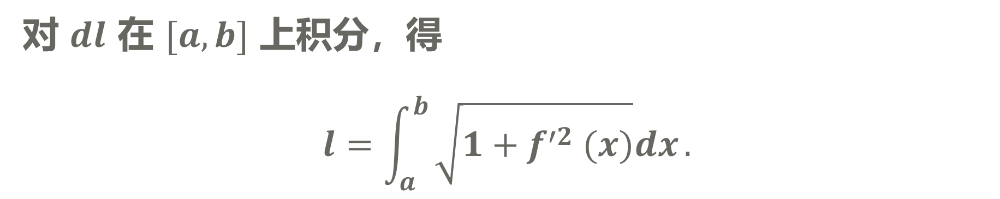 对 dl 在 [a, b] 上积分，得
l = ∫_a^b √(1 + f′² (x)) dx.